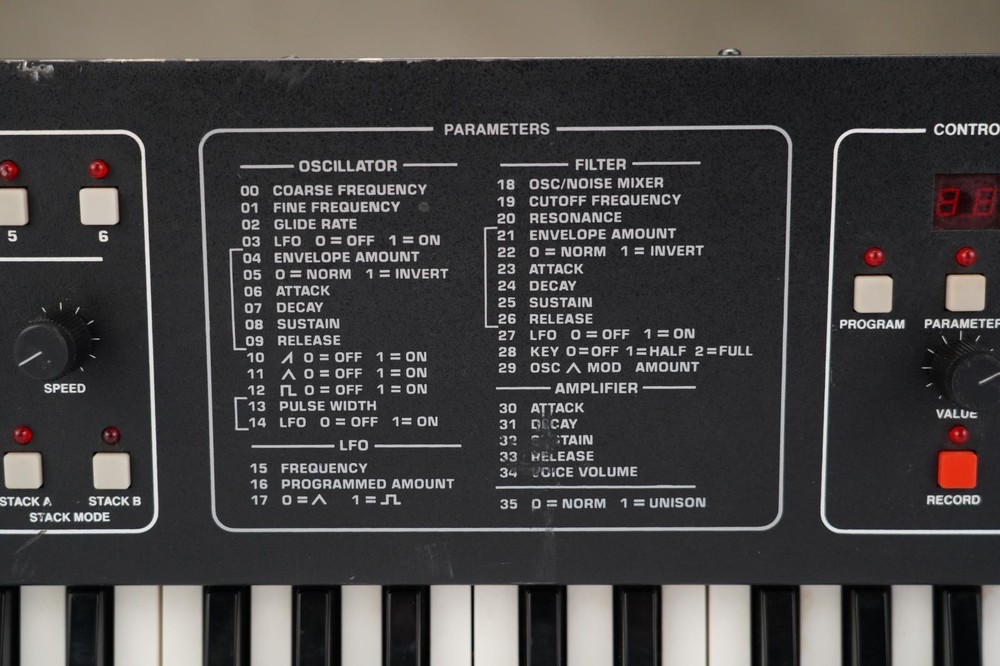 5
6
SPEED
STACK A
STACK B
STACK MODE
PARAMETERS
OSCILLATOR
00 COARSE FREQUENCY
01 FINE FREQUENCY
02 GLIDE RATE
03 LFO 0=OFF 1=ON
04 ENVELOPE AMOUNT
05 0=NORM 1=INVERT
06 ATTACK
07 DECAY
08 SUSTAIN
09 RELEASE
10 0=OFF 1=ON
11 0=OFF 1=ON
12 0=OFF 1=ON
13 PULSE WIDTH
14 LFO 0=OFF 1=ON
LFO
15 FREQUENCY
16 PROGRAMMED AMOUNT
17 0= 1=
FILTER
18 OSC/NOISE MIXER
19 CUTOFF FREQUENCY
20 RESONANCE
21 ENVELOPE AMOUNT
22 0=NORM 1=INVERT
23 ATTACK
24 DECAY
25 SUSTAIN
26 RELEASE
27 LFO 0=OFF 1=ON
28 KEY 0=OFF 1=HALF 2=FULL
29 OSC MOD AMOUNT
AMPLIFIER
30 ATTACK
31 DECAY
32 SUSTAIN
33 RELEASE
34 VOICE VOLUME
35 0=NORM 1=UNISON
PROGRAM
VALUE
RECORD